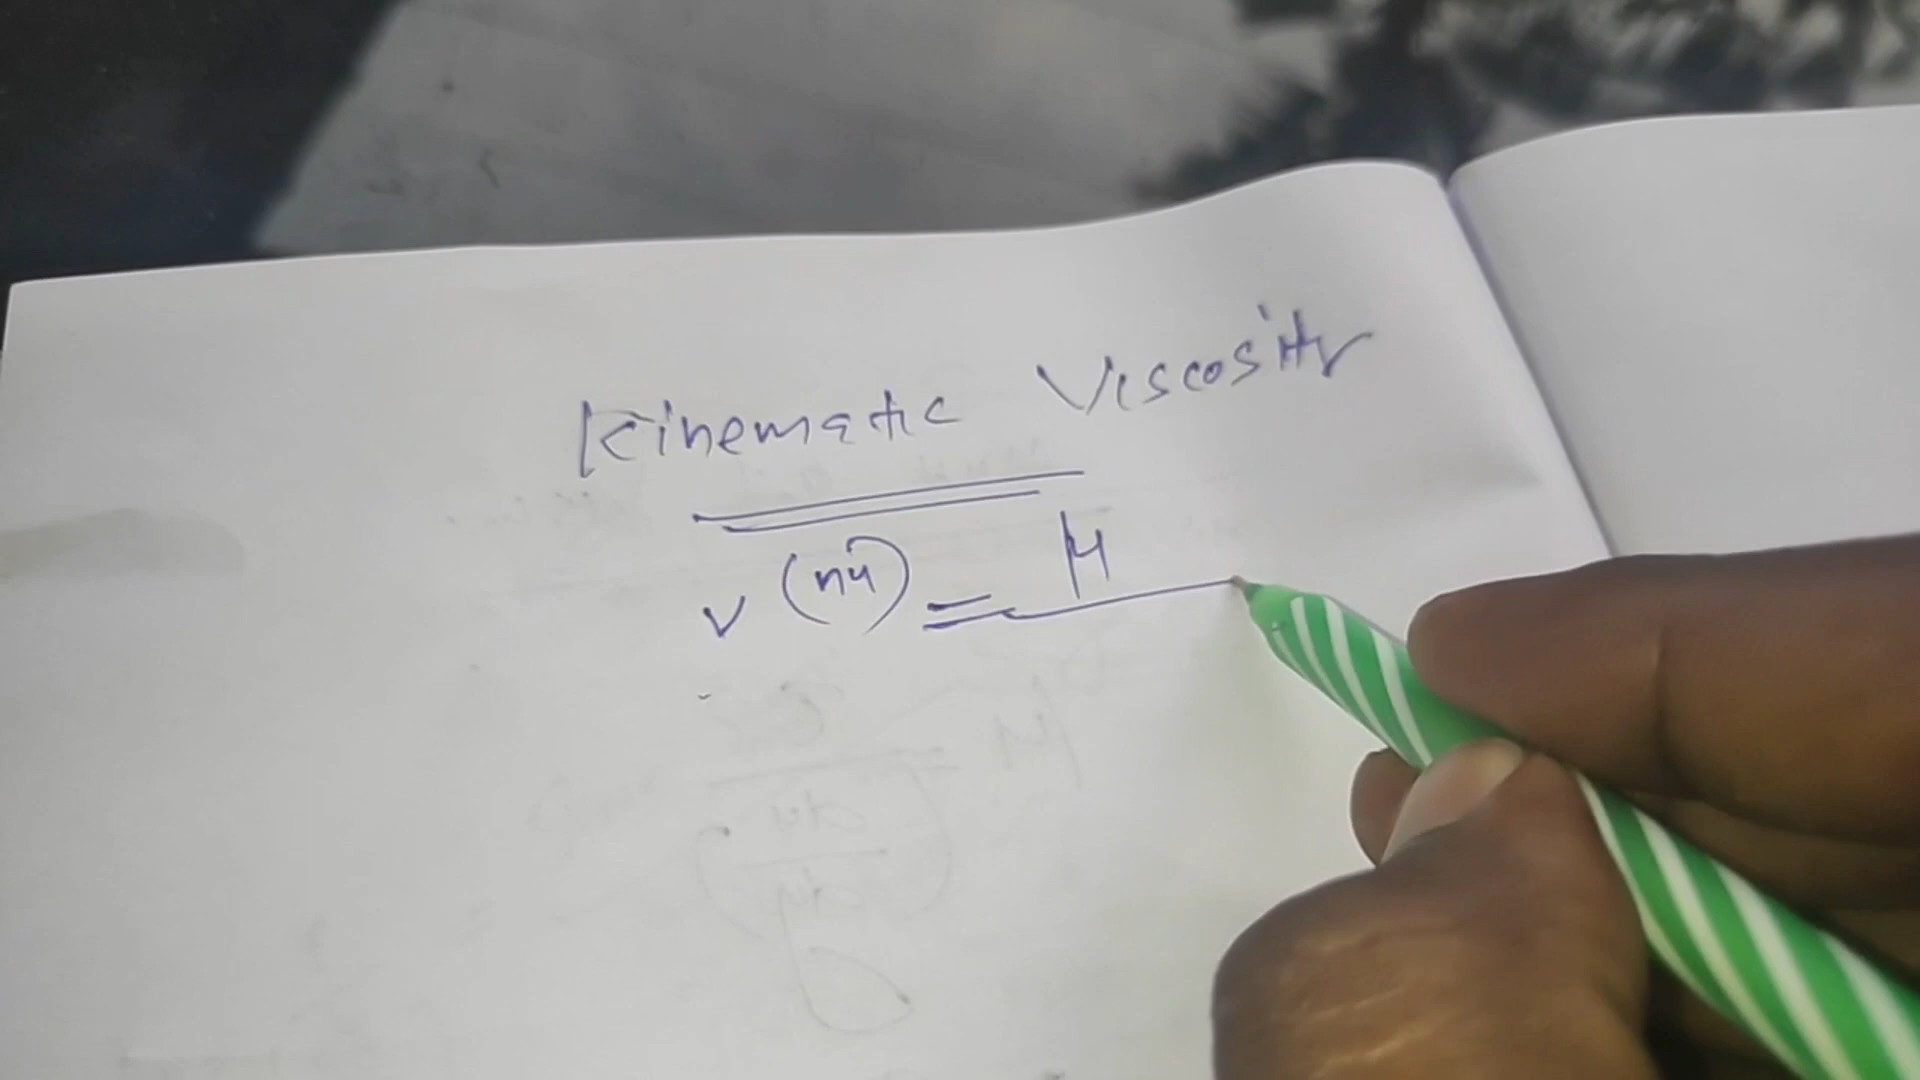 Kinematic Viscosity
ν (nu) = μ